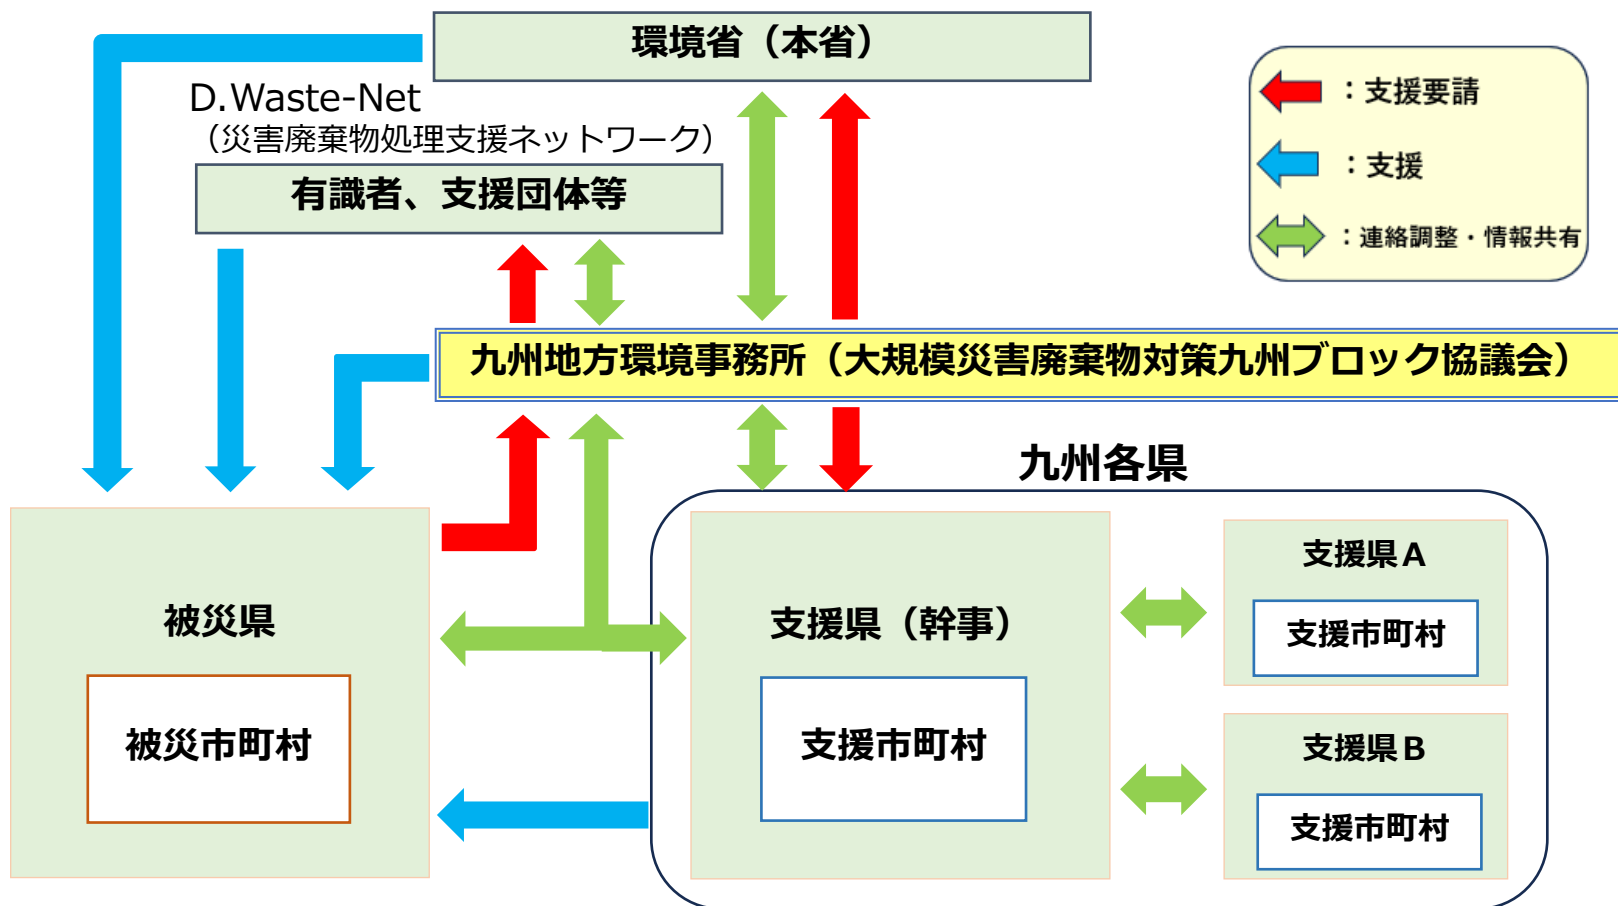 環境省（本省）
D.Waste-Net
（災害廃棄物処理支援ネットワーク）
有識者、支援団体等
：支援要請
：支援
：連絡調整・情報共有
九州地方環境事務所（大規模災害廃棄物対策九州ブロック協議会）
九州各県
被災県
被災市町村
支援県（幹事）
支援市町村
支援県A
支援市町村
支援県B
支援市町村